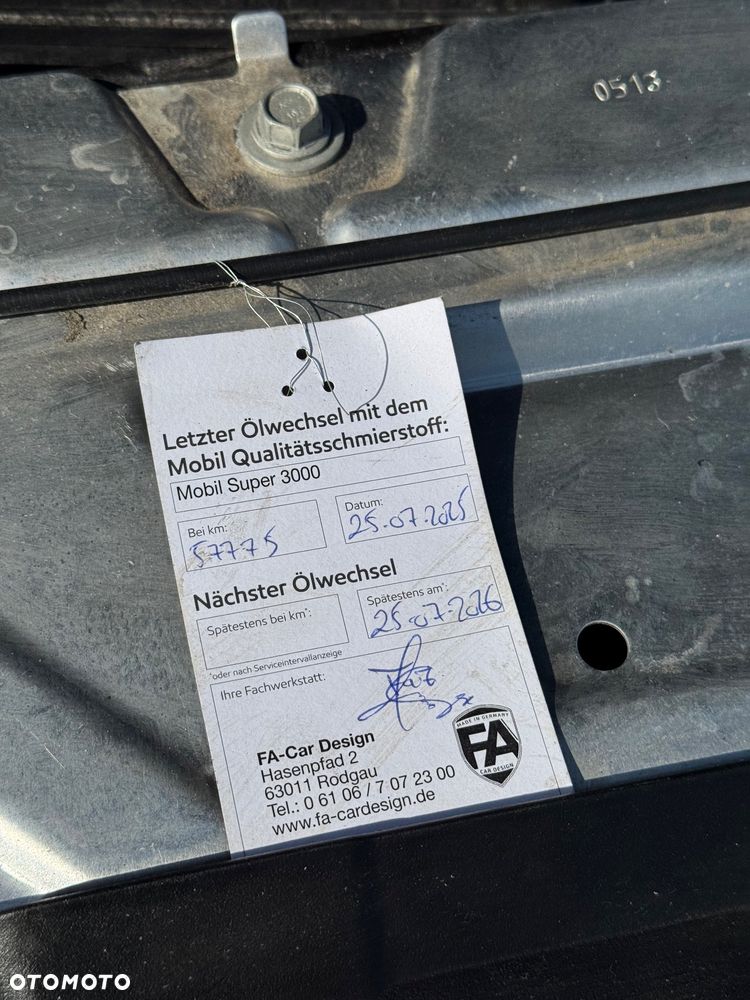 0513
Letzter Ölwechsel mit dem
Mobil Qualitätsschmierstoff:
Mobil Super 3000
Bei km:
57775
Datum:
25.07.2025
Nächster Ölwechsel
Spätestens bei km*:
Spätestens am*:
25.07.2026
*oder nach Serviceintervallanzeige
Ihre Fachwerkstatt:
FA-Car Design
Hasenpfad 2
63011 Rodgau
Tel.: 0 61 06 / 7 07 23 00
www.fa-cardesign.de
MADE IN GERMANY
FA
CAR DESIGN
OTOMOTO